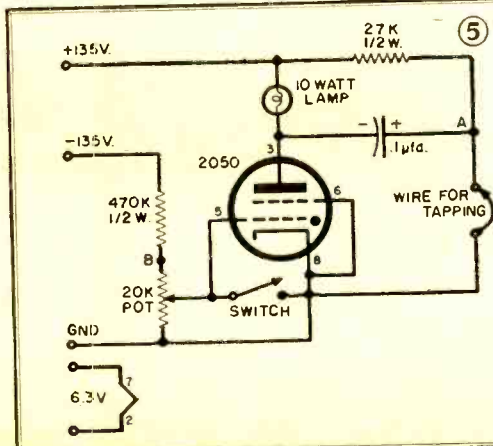 5
+135V.
27K
1/2 W.
10 WATT
LAMP
- +
A
.1µfd.
3
-135V.
2050
6
470K
1/2 W.
5
WIRE FOR
TAPPING
B
8
20K
POT
SWITCH
GND
7
6.3V
2